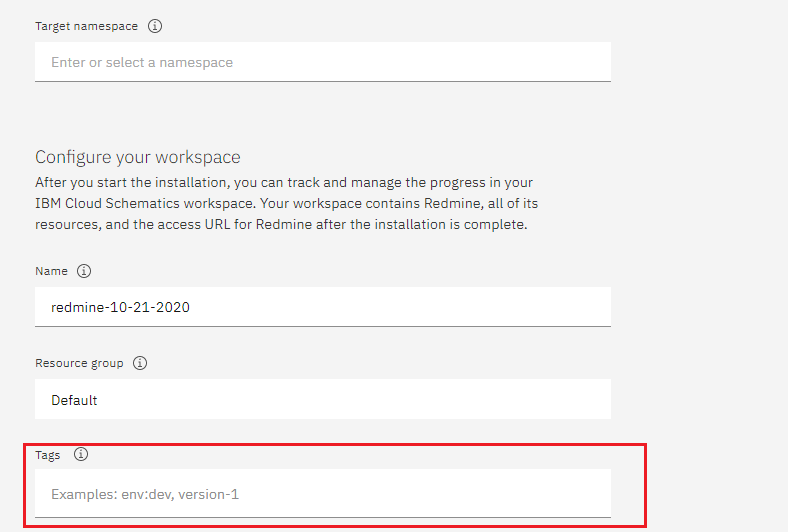 Target namespace
Enter or select a namespace
Configure your workspace
After you start the installation, you can track and manage the progress in your
IBM Cloud Schematics workspace. Your workspace contains Redmine, all of its
resources, and the access URL for Redmine after the installation is complete.
Name
redmine-10-21-2020
Resource group
Default
Tags
Examples: env:dev, version-1